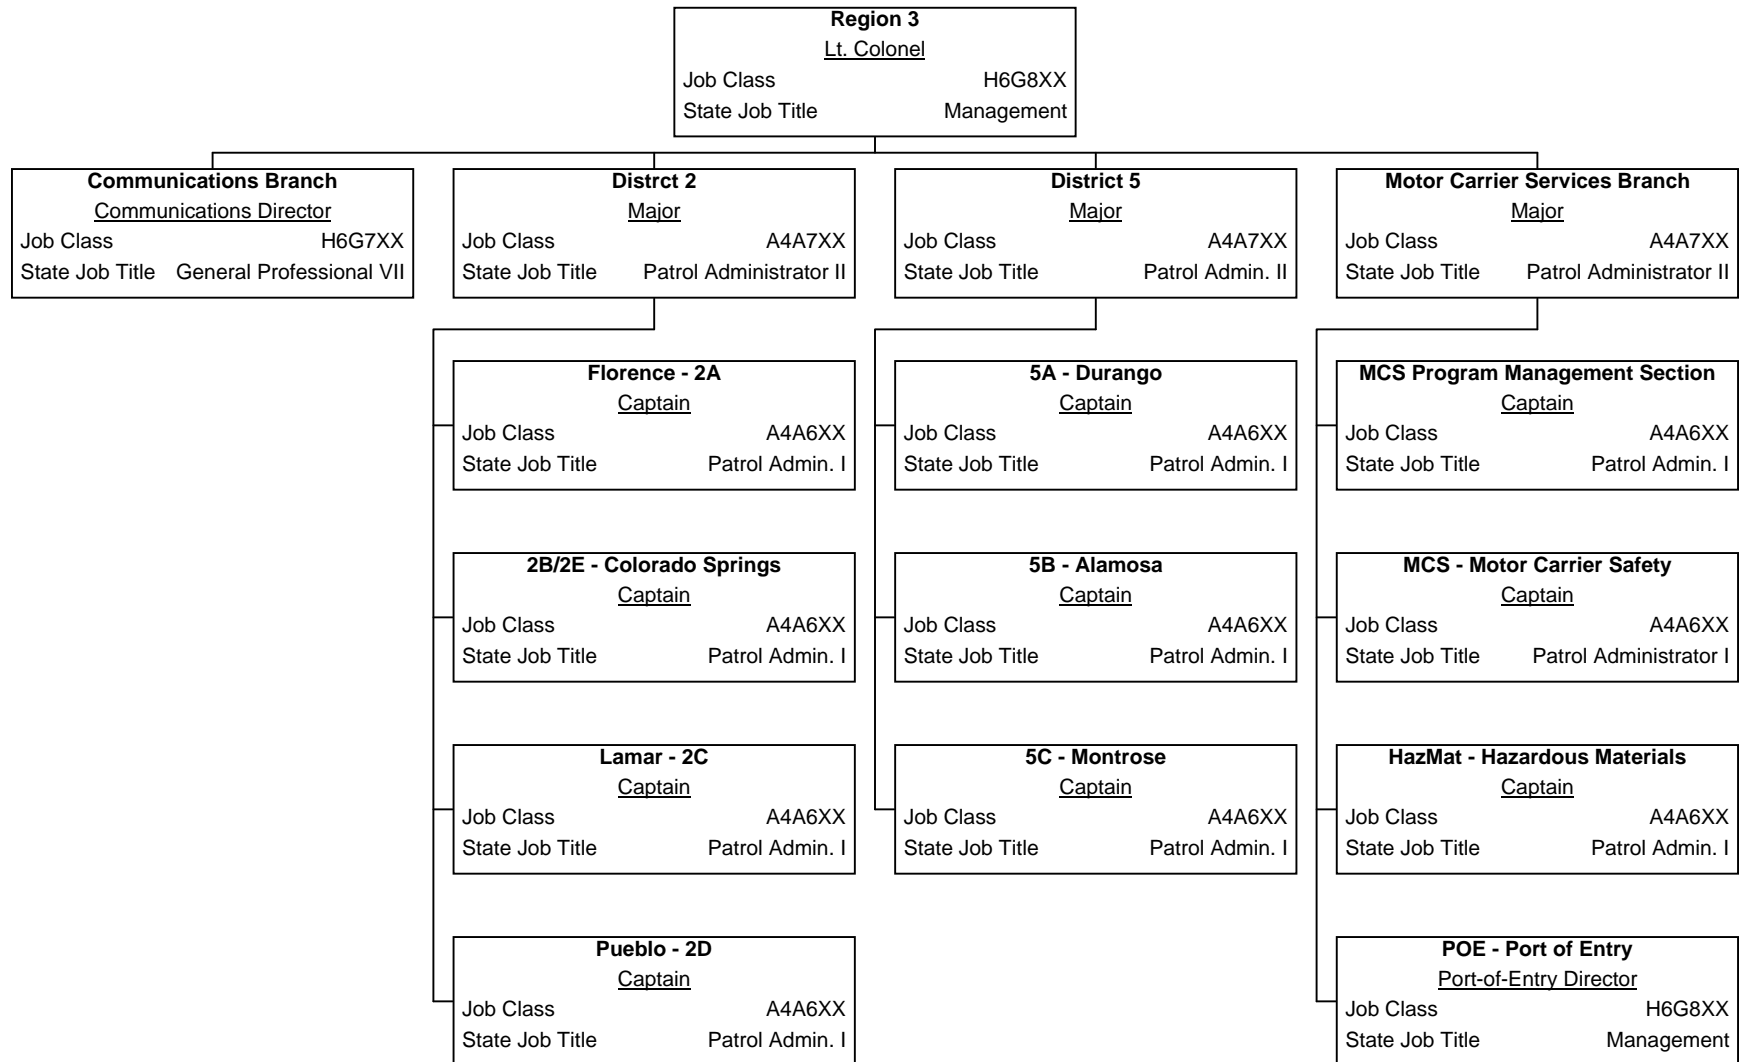 Region 3
Lt. Colonel
Job Class H6G8XX
State Job Title Management
Communications Branch
Communications Director
Job Class H6G7XX
State Job Title General Professional VII
Distrct 2
Major
Job Class A4A7XX
State Job Title Patrol Administrator II
District 5
Major
Job Class A4A7XX
State Job Title Patrol Admin. II
Motor Carrier Services Branch
Major
Job Class A4A7XX
State Job Title Patrol Administrator II
Florence - 2A
Captain
Job Class A4A6XX
State Job Title Patrol Admin. I
5A - Durango
Captain
Job Class A4A6XX
State Job Title Patrol Admin. I
MCS Program Management Section
Captain
Job Class A4A6XX
State Job Title Patrol Admin. I
2B/2E - Colorado Springs
Captain
Job Class A4A6XX
State Job Title Patrol Admin. I
5B - Alamosa
Captain
Job Class A4A6XX
State Job Title Patrol Admin. I
MCS - Motor Carrier Safety
Captain
Job Class A4A6XX
State Job Title Patrol Administrator I
Lamar - 2C
Captain
Job Class A4A6XX
State Job Title Patrol Admin. I
5C - Montrose
Captain
Job Class A4A6XX
State Job Title Patrol Admin. I
HazMat - Hazardous Materials
Captain
Job Class A4A6XX
State Job Title Patrol Admin. I
Pueblo - 2D
Captain
Job Class A4A6XX
State Job Title Patrol Admin. I
POE - Port of Entry
Port-of-Entry Director
Job Class H6G8XX
State Job Title Management